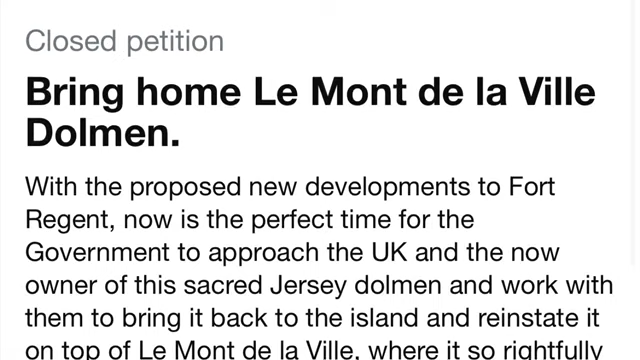 Closed petition
Bring home Le Mont de la Ville
Dolmen.
With the proposed new developments to Fort
Regent, now is the perfect time for the
Government to approach the UK and the now
owner of this sacred Jersey dolmen and work with
them to bring it back to the island and reinstate it
on top of Le Mont de la Ville, where it so rightfully